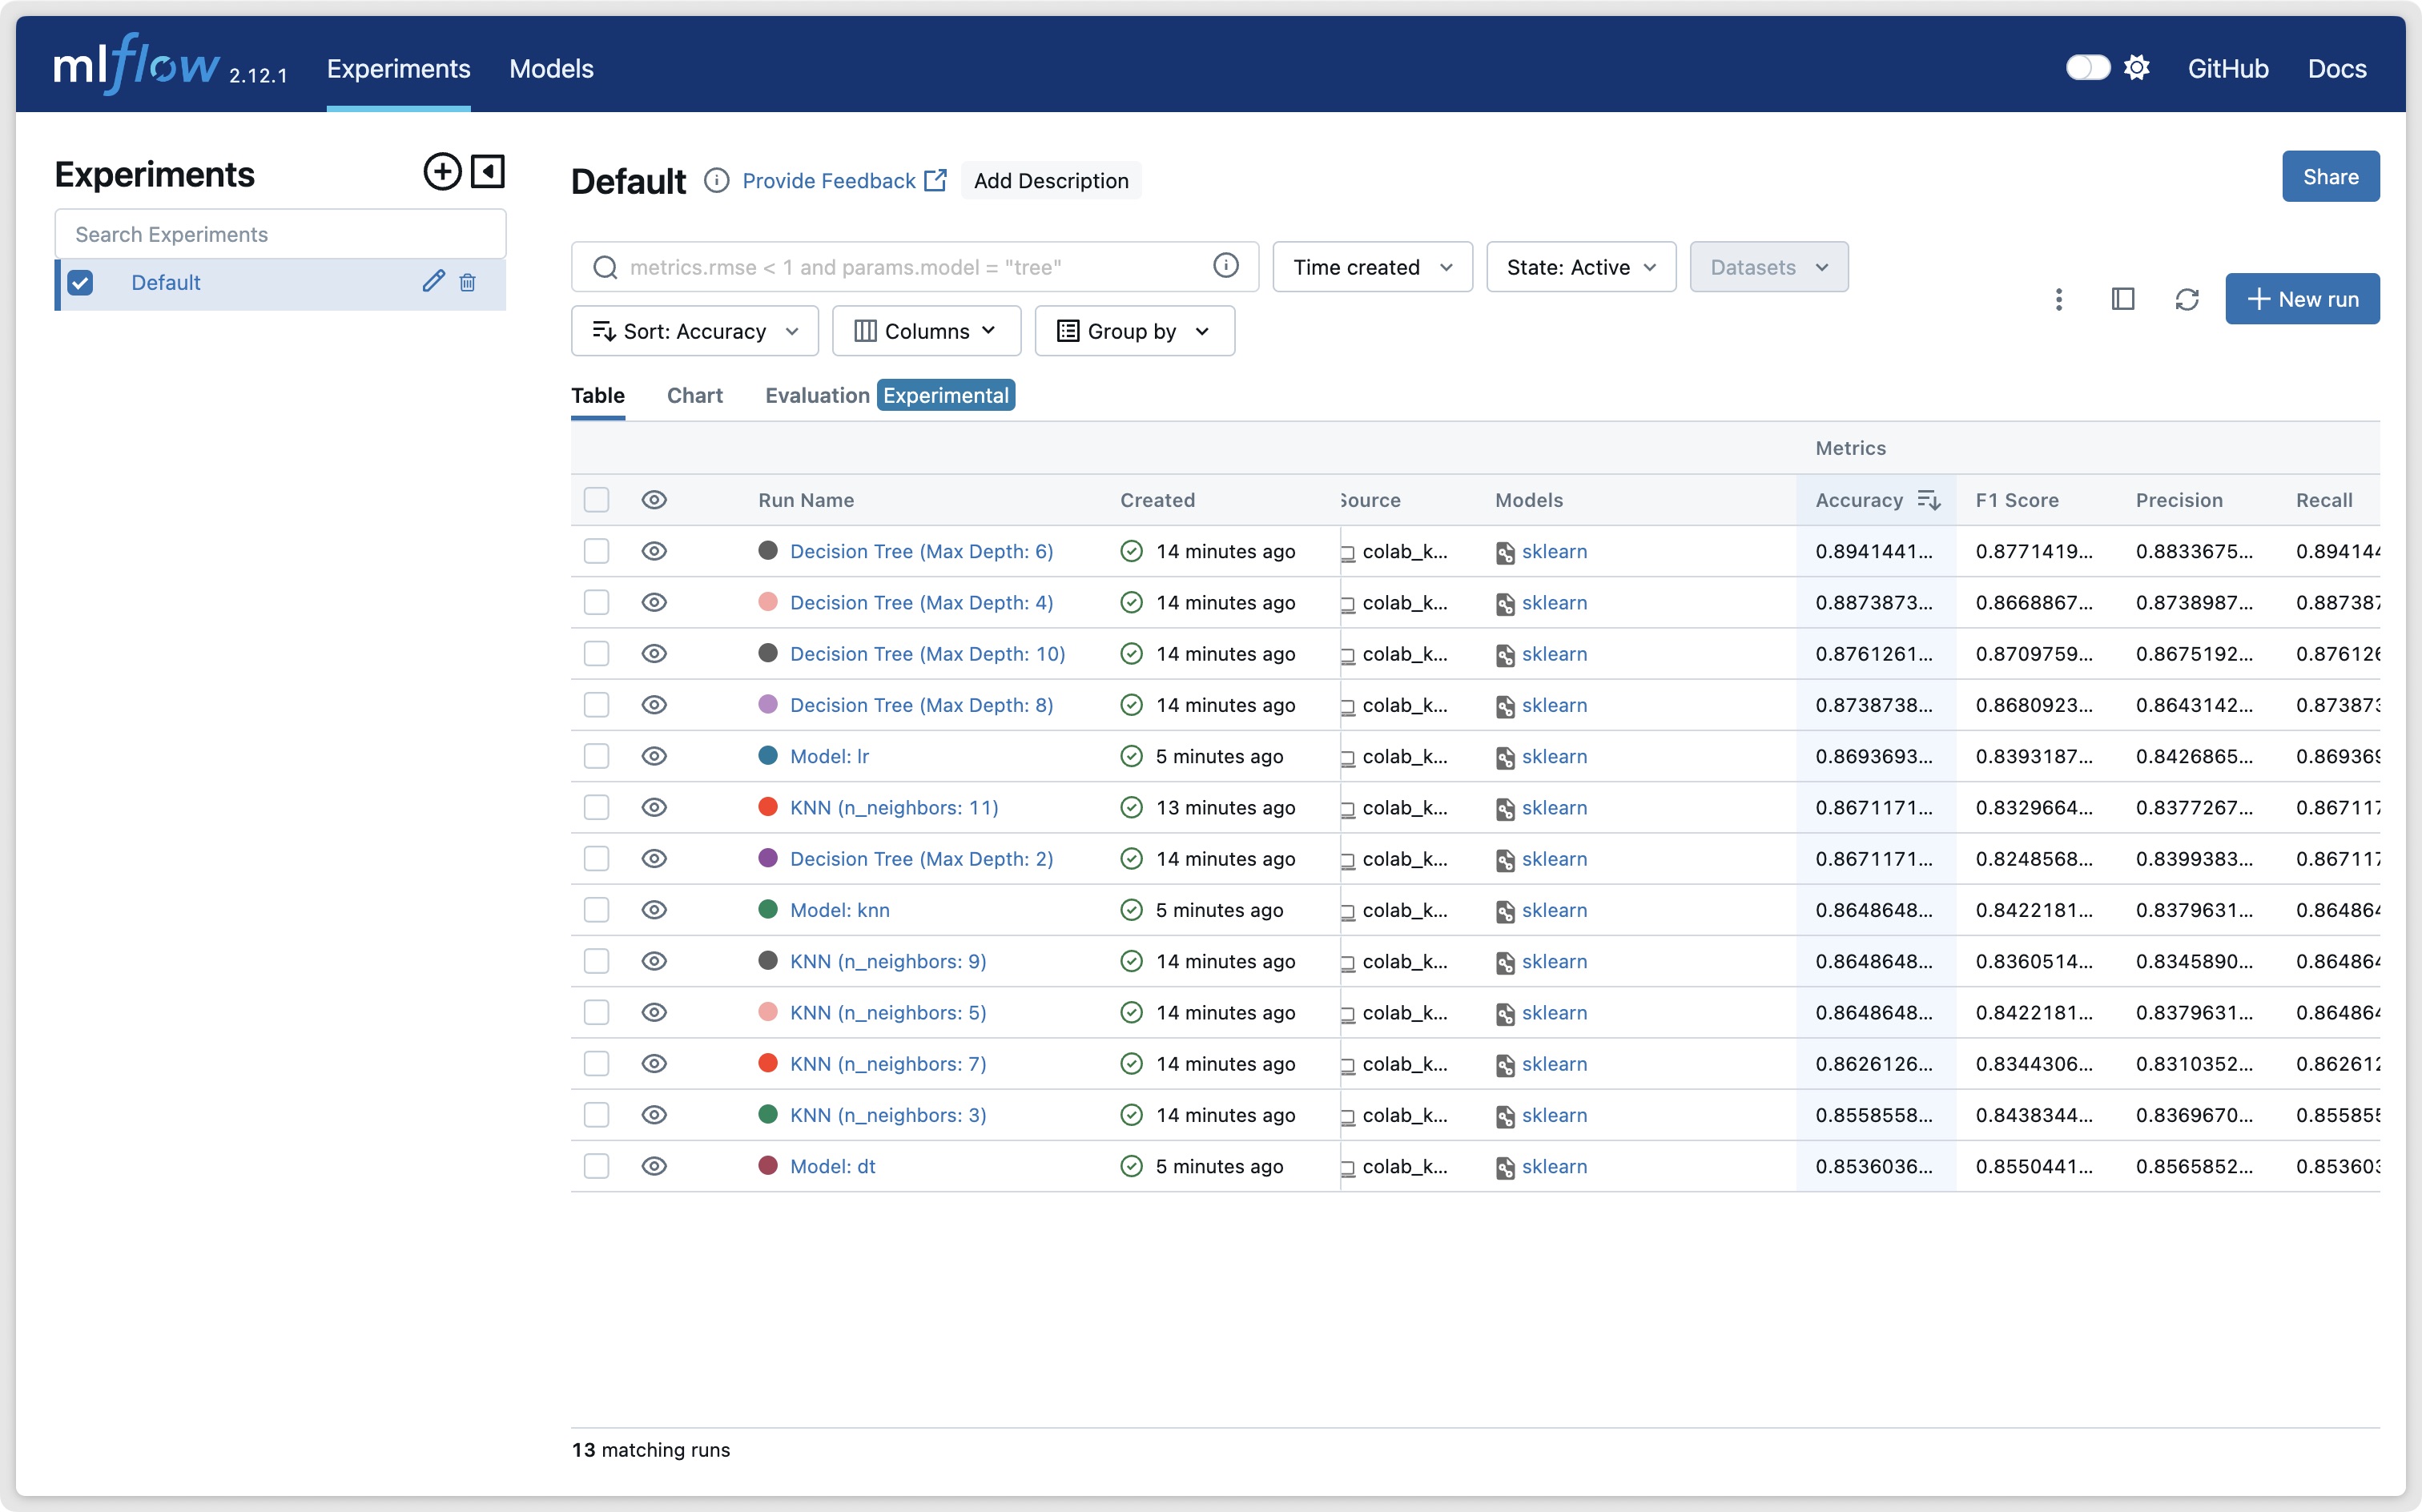 mlflow 2.12.1 Experiments Models GitHub Docs
Experiments
Search Experiments
Default
Default Provide Feedback Add Description Share
metrics.rmse < 1 and params.model = "tree" Time created State: Active Datasets
Sort: Accuracy Columns Group by
New run
Table Chart Evaluation Experimental
Metrics
Run Name Created Source Models Accuracy F1 Score Precision Recall
Decision Tree (Max Depth: 6) 14 minutes ago colab_k... sklearn 0.8941441... 0.8771419... 0.8833675... 0.894144
Decision Tree (Max Depth: 4) 14 minutes ago colab_k... sklearn 0.8873873... 0.8668867... 0.8738987... 0.887387
Decision Tree (Max Depth: 10) 14 minutes ago colab_k... sklearn 0.8761261... 0.8709759... 0.8675192... 0.876126
Decision Tree (Max Depth: 8) 14 minutes ago colab_k... sklearn 0.8738738... 0.8680923... 0.8643142... 0.873873
Model: lr 5 minutes ago colab_k... sklearn 0.8693693... 0.8393187... 0.8426865... 0.869369
KNN (n_neighbors: 11) 13 minutes ago colab_k... sklearn 0.8671171... 0.8329664... 0.8377267... 0.867117
Decision Tree (Max Depth: 2) 14 minutes ago colab_k... sklearn 0.8671171... 0.8248568... 0.8399383... 0.867117
Model: knn 5 minutes ago colab_k... sklearn 0.8648648... 0.8422181... 0.8379631... 0.864864
KNN (n_neighbors: 9) 14 minutes ago colab_k... sklearn 0.8648648... 0.8360514... 0.8345890... 0.864864
KNN (n_neighbors: 5) 14 minutes ago colab_k... sklearn 0.8648648... 0.8422181... 0.8379631... 0.864864
KNN (n_neighbors: 7) 14 minutes ago colab_k... sklearn 0.8626126... 0.8344306... 0.8310352... 0.862612
KNN (n_neighbors: 3) 14 minutes ago colab_k... sklearn 0.8558558... 0.8438344... 0.8369670... 0.855855
Model: dt 5 minutes ago colab_k... sklearn 0.8536036... 0.8550441... 0.8565852... 0.853603
13 matching runs